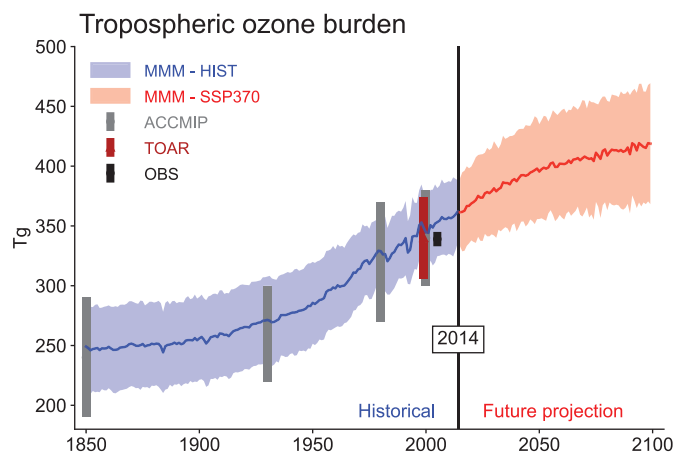 Tropospheric ozone burden
500
450
400
350
300
250
200
Tg
MMM - HIST
MMM - SSP370
ACCMIP
TOAR
OBS
2014
Historical
Future projection
1850
1900
1950
2000
2050
2100